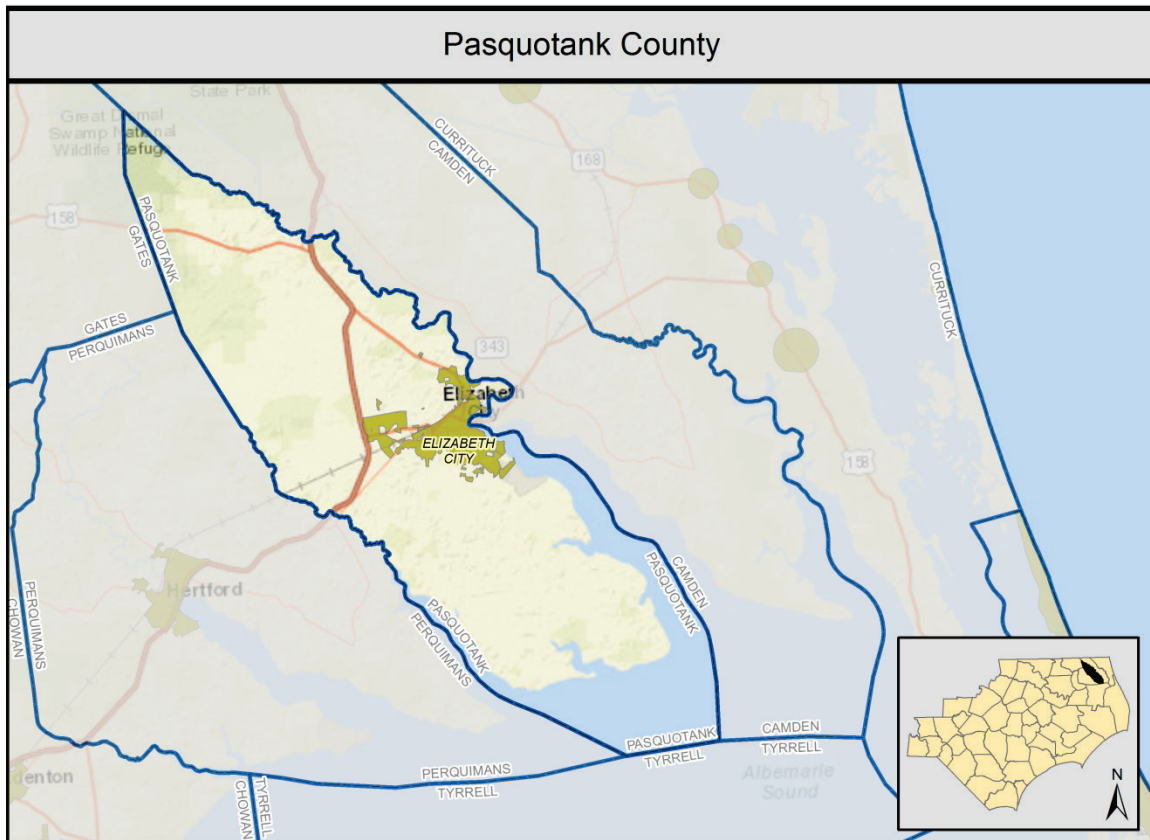 Pasquotank County
State Park
Great Dismal
Swamp National
Wildlife Refuge
CURRITUCK
CAMDEN
168
158
PASQUOTANK
GATES
CURRITUCK
GATES
PERQUIMANS
343
Elizabeth
City
ELIZABETH
CITY
158
Hertford
PERQUIMANS
CHOWAN
CAMDEN
PASQUOTANK
PASQUOTANK
PERQUIMANS
PASQUOTANK
TYRRELL
CAMDEN
TYRRELL
PERQUIMANS
TYRRELL
denton
TYRRELL
CHOWAN
Albemarle
Sound
N